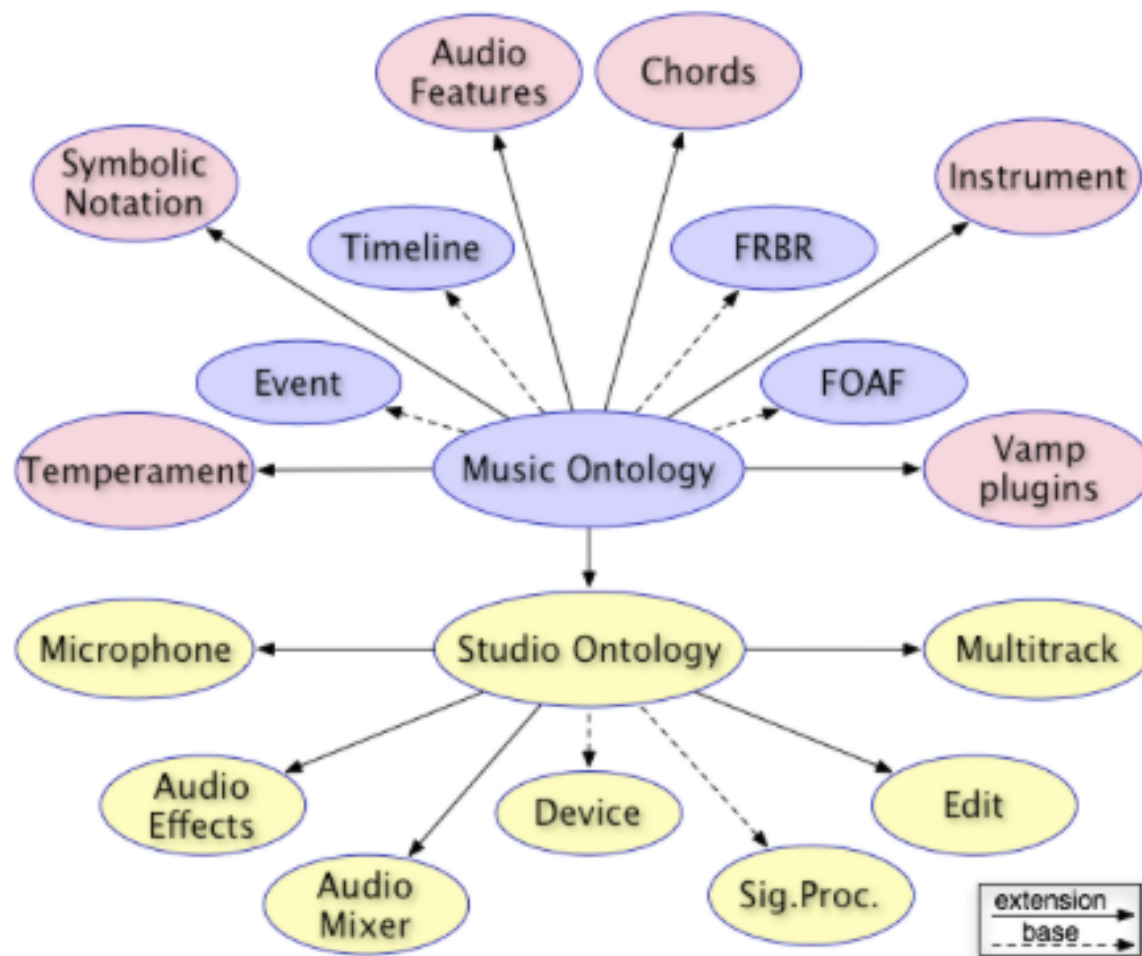 Audio
Features
Chords
Symbolic
Notation
Instrument
Timeline
FRBR
Event
FOAF
Temperament
Music Ontology
Vamp
plugins
Microphone
Studio Ontology
Multitrack
Audio
Effects
Device
Edit
Audio
Mixer
Sig.Proc.
extension
base